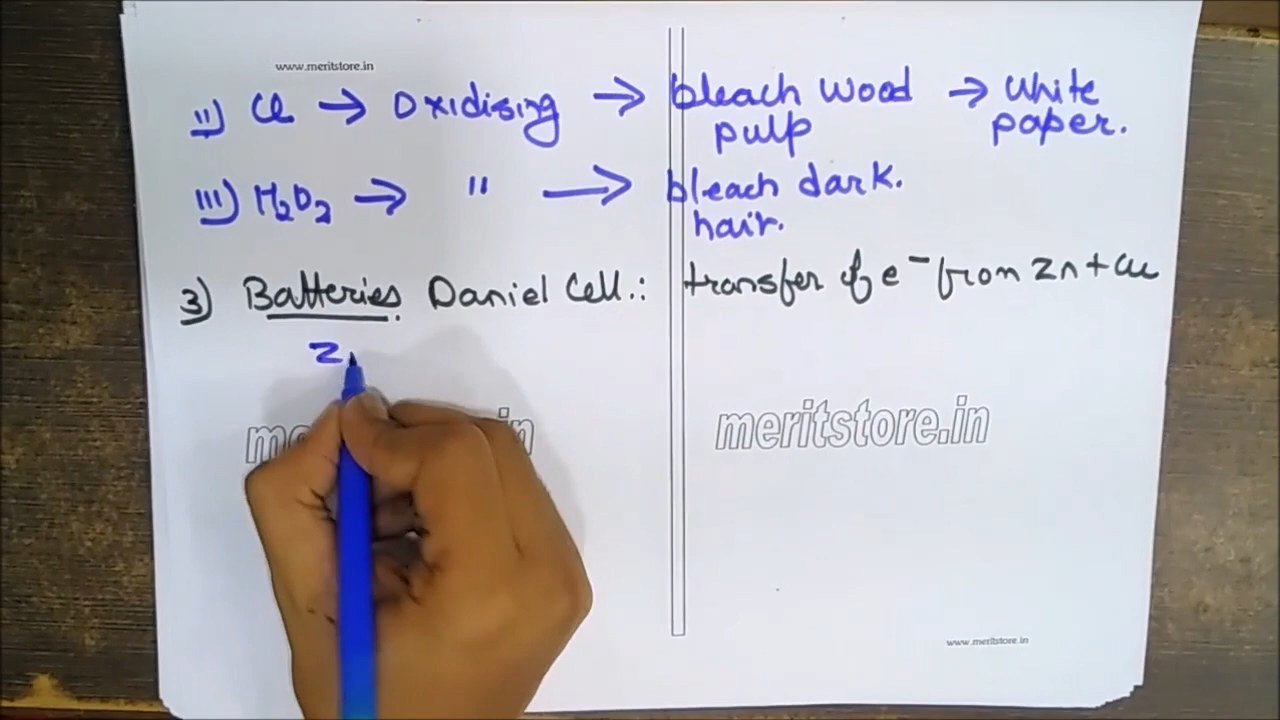 www.meritstore.in
ii) Cl → Oxidising → bleach wood → White
pulp paper.
iii) H₂O₂ → " → bleach dark.
hair.
3) Batteries. Daniel Cell.: transfer of e⁻ from Zn + Cu
Z
meritstore.in
www.meritstore.in